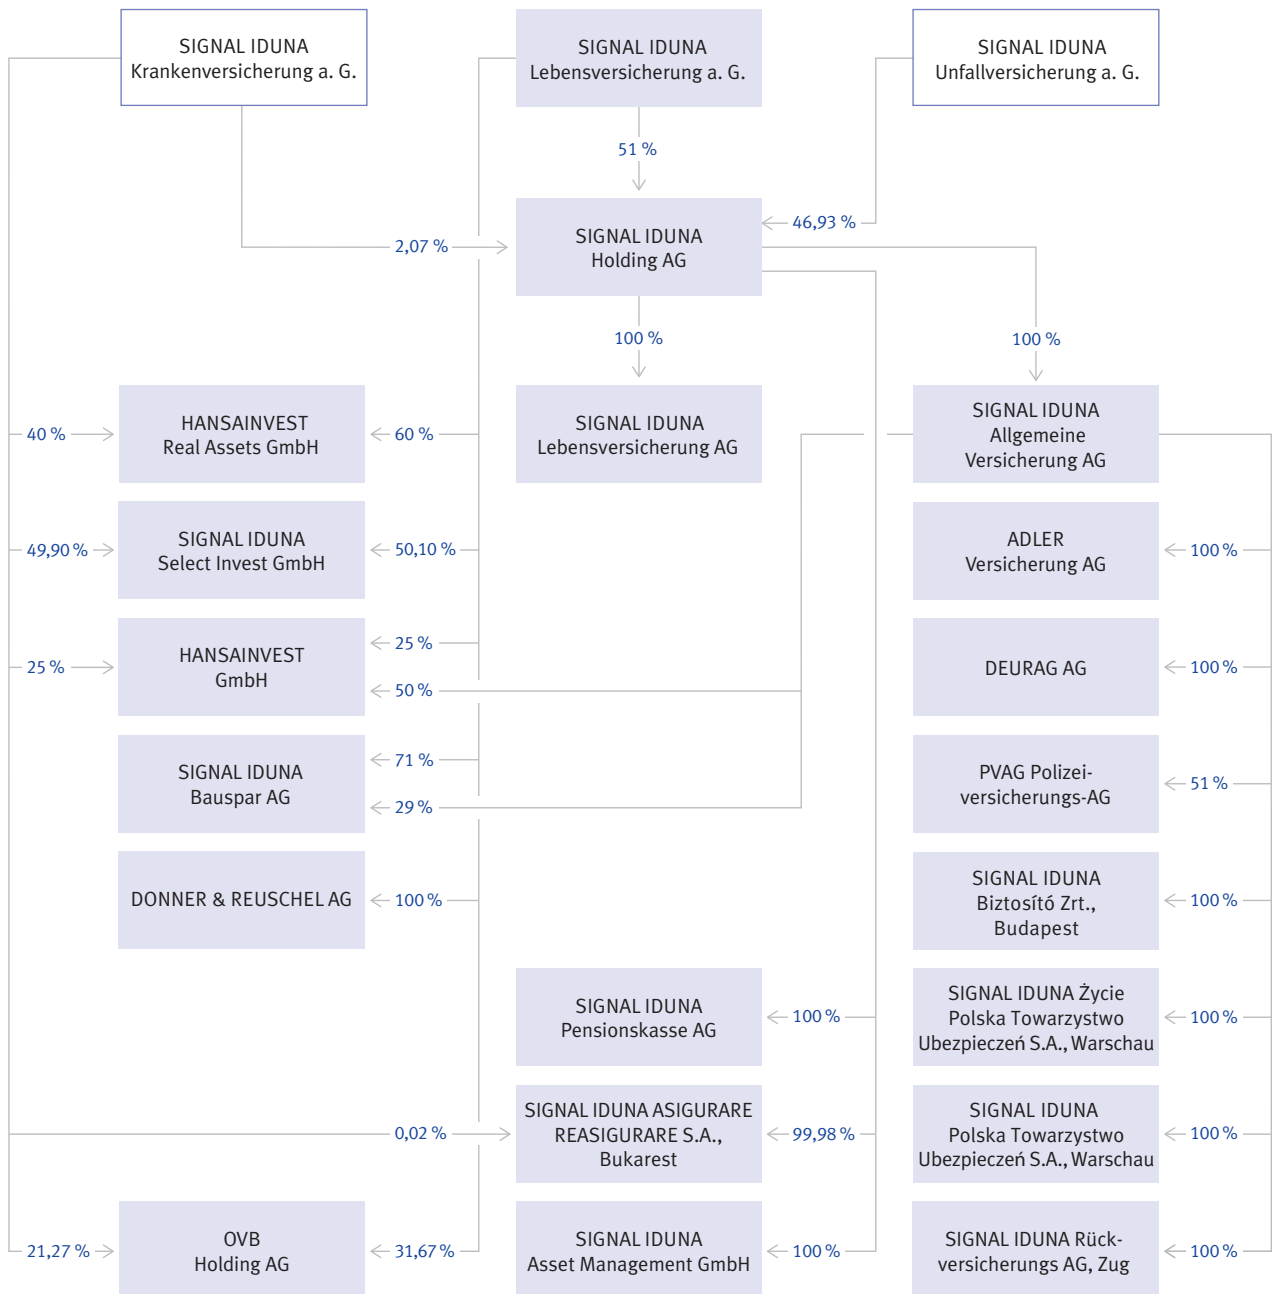 SIGNAL IDUNA
Krankenversicherung a. G.
SIGNAL IDUNA
Lebensversicherung a. G.
SIGNAL IDUNA
Unfallversicherung a. G.
51 %
46,93 %
2,07 %
SIGNAL IDUNA
Holding AG
100 %
100 %
40 %
HANSAINVEST
Real Assets GmbH
60 %
SIGNAL IDUNA
Lebensversicherung AG
SIGNAL IDUNA
Allgemeine
Versicherung AG
49,90 %
SIGNAL IDUNA
Select Invest GmbH
50,10 %
ADLER
Versicherung AG
100 %
25 %
HANSAINVEST
GmbH
25 %
50 %
DEURAG AG
100 %
SIGNAL IDUNA
Bauspar AG
71 %
29 %
PVAG Polizei-
versicherungs-AG
51 %
DONNER & REUSCHEL AG
100 %
SIGNAL IDUNA
Biztosító Zrt.,
Budapest
100 %
SIGNAL IDUNA
Pensionskasse AG
100 %
SIGNAL IDUNA Życie
Polska Towarzystwo
Ubezpieczeń S.A., Warschau
100 %
0,02 %
SIGNAL IDUNA ASIGURARE
REASIGURARE S.A.,
Bukarest
99,98 %
SIGNAL IDUNA
Polska Towarzystwo
Ubezpieczeń S.A., Warschau
100 %
21,27 %
OVB
Holding AG
31,67 %
SIGNAL IDUNA
Asset Management GmbH
100 %
SIGNAL IDUNA Rück-
versicherungs AG, Zug
100 %